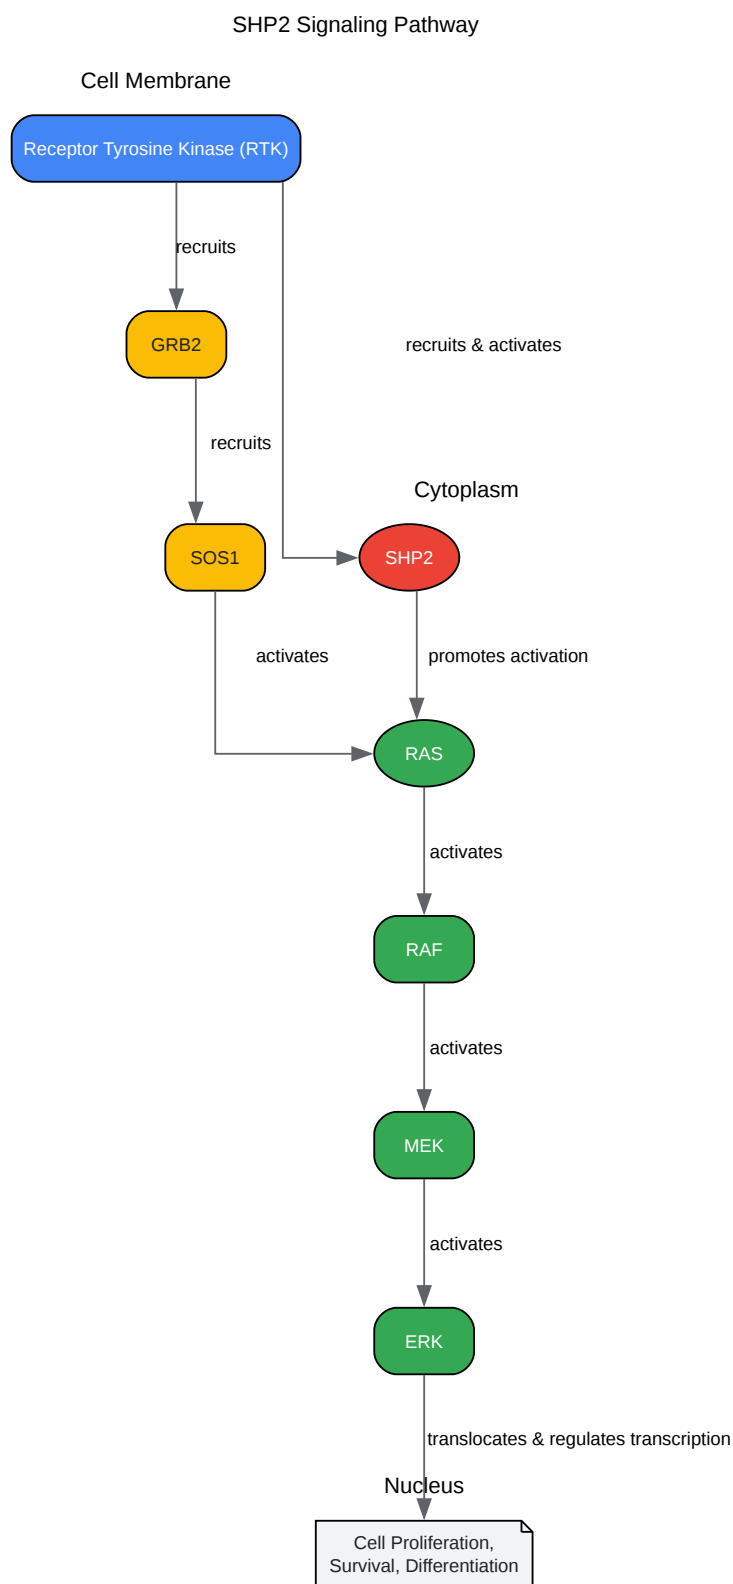 SHP2 Signaling Pathway
Cell Membrane
Receptor Tyrosine Kinase (RTK)
recruits
GRB2
recruits & activates
recruits
Cytoplasm
SOS1
SHP2
activates
promotes activation
RAS
activates
RAF
activates
MEK
activates
ERK
translocates & regulates transcription
Nucleus
Cell Proliferation,
Survival, Differentiation